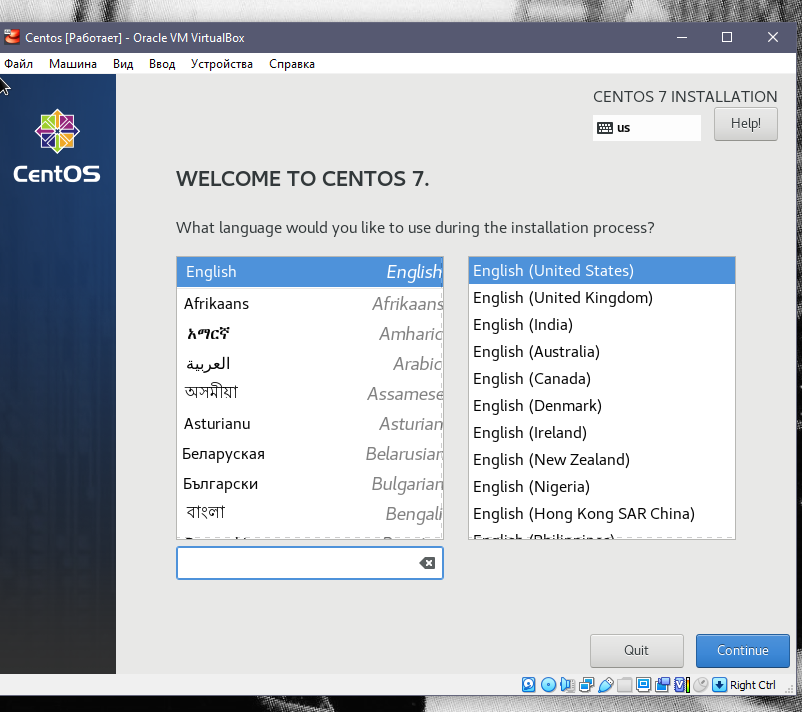 Centos [Работает] - Oracle VM VirtualBox
Файл Машина Вид Ввод Устройства Справка
CentOS
CENTOS 7 INSTALLATION
us
Help!
WELCOME TO CENTOS 7.
What language would you like to use during the installation process?
English English
Afrikaans Afrikaans
አማርኛ Amharic
العربية Arabic
অসমীয়া Assamese
Asturianu Asturian
Беларуская Belarusian
Български Bulgarian
বাংলা Bengali
English (United States)
English (United Kingdom)
English (India)
English (Australia)
English (Canada)
English (Denmark)
English (Ireland)
English (New Zealand)
English (Nigeria)
English (Hong Kong SAR China)
English (Philippines)
Quit
Continue
Right Ctrl